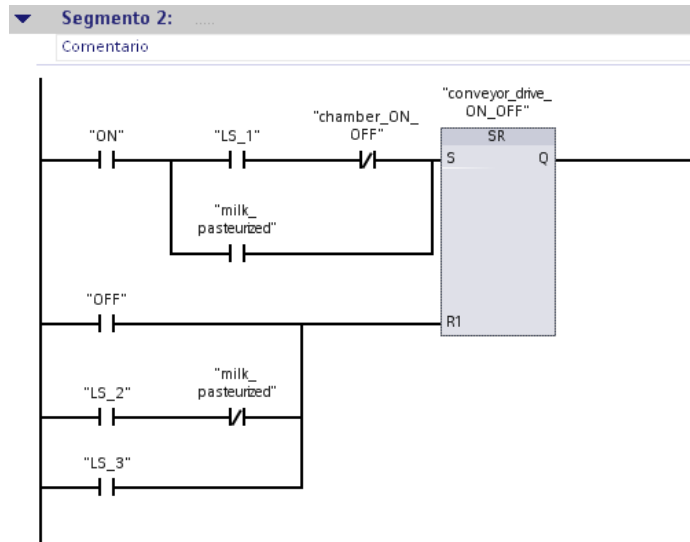 Segmento 2: .....
Comentario
"conveyor_drive_
ON_OFF"
"chamber_ON_
OFF"
"ON"
"LS_1"
SR
S
Q
"milk_
pasteurized"
"OFF"
R1
"milk_
pasteurized"
"LS_2"
"LS_3"